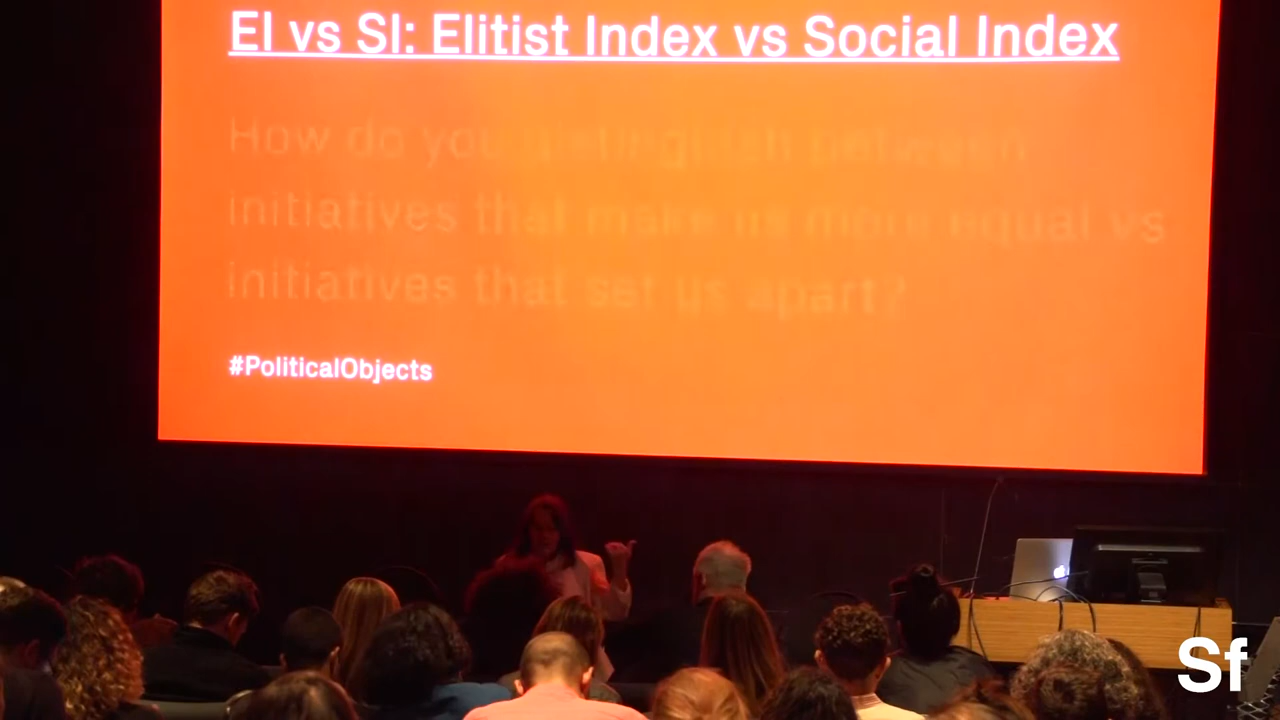 EI vs SI: Elitist Index vs Social Index
How do you distinguish between
initiatives that make us more equal vs
initiatives that set us apart?
#PoliticalObjects
Sf